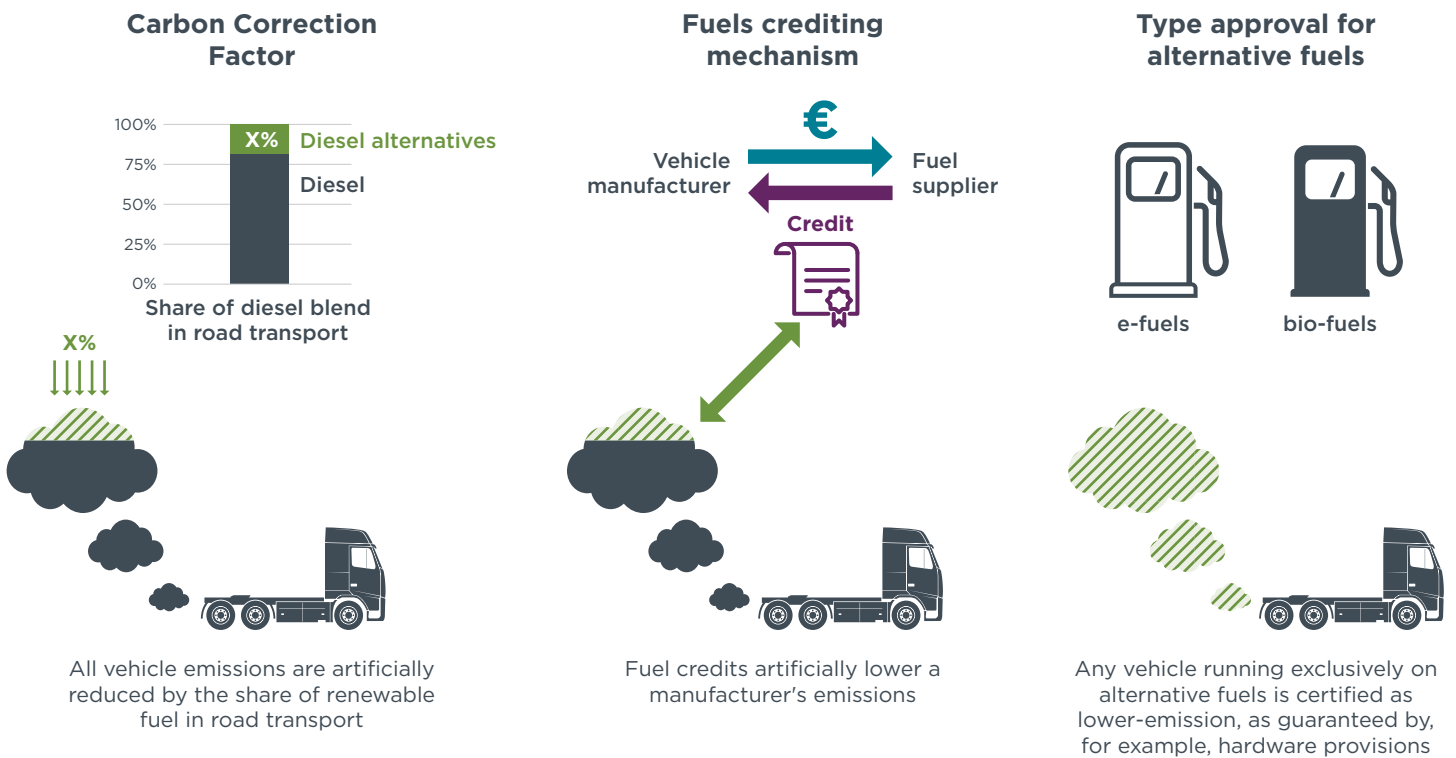 Carbon Correction
Factor
100%
75%
50%
25%
0%
X%
Diesel alternatives
Diesel
Share of diesel blend
in road transport
X%
All vehicle emissions are artificially
reduced by the share of renewable
fuel in road transport
Fuels crediting
mechanism
€
Vehicle
manufacturer
Fuel
supplier
Credit
Fuel credits artificially lower a
manufacturer's emissions
Type approval for
alternative fuels
e-fuels
bio-fuels
Any vehicle running exclusively on
alternative fuels is certified as
lower-emission, as guaranteed by,
for example, hardware provisions